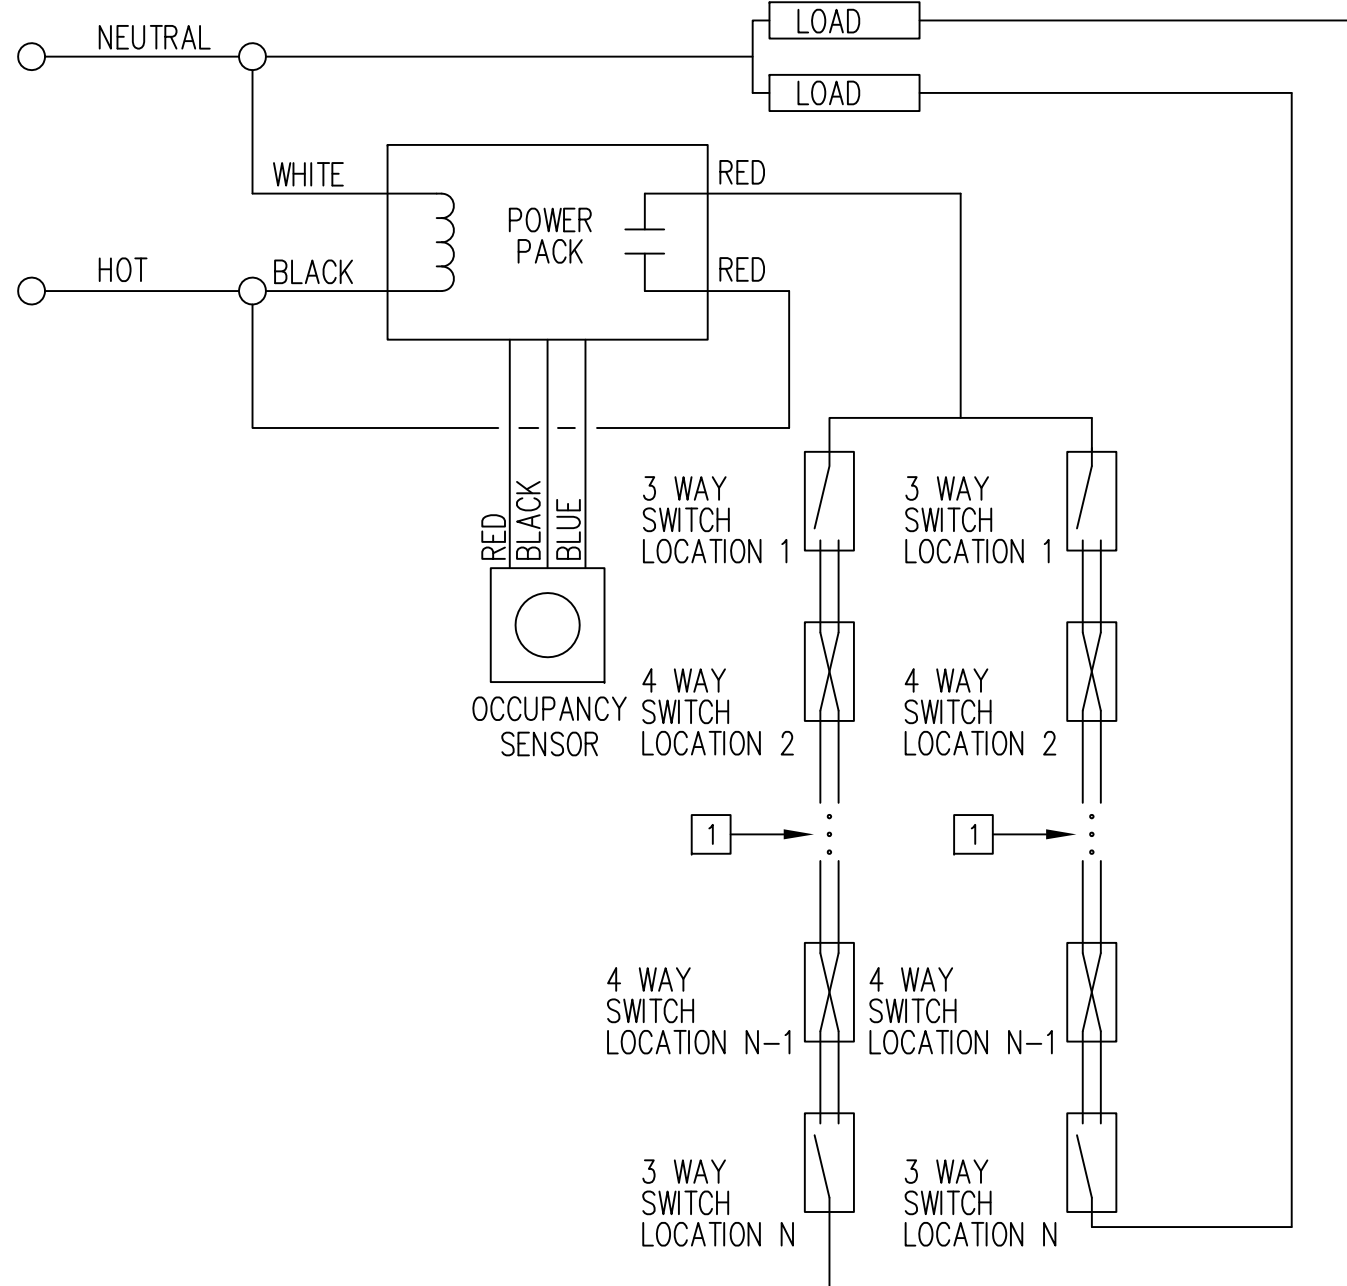 LOAD
NEUTRAL
LOAD
WHITE
RED
POWER
PACK
HOT
BLACK
RED
RED
BLACK
BLUE
3 WAY
SWITCH
LOCATION 1
3 WAY
SWITCH
LOCATION 1
OCCUPANCY
SENSOR
4 WAY
SWITCH
LOCATION 2
4 WAY
SWITCH
LOCATION 2
1
1
4 WAY
SWITCH
LOCATION N-1
4 WAY
SWITCH
LOCATION N-1
3 WAY
SWITCH
LOCATION N
3 WAY
SWITCH
LOCATION N